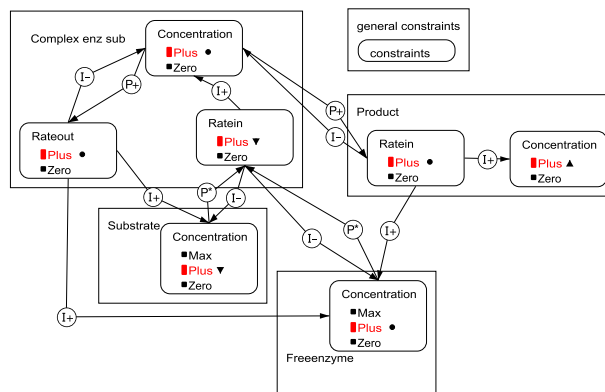 general constraints
constraints
Complex enz sub
Concentration
Plus
Zero
I-
P+
I+
Rateout
Plus
Zero
Ratein
Plus
Zero
P+
I-
Product
Ratein
Plus
Zero
I+
Concentration
Plus
Zero
I+
P*
I-
Substrate
Concentration
Max
Plus
Zero
I-
P*
I+
I+
Concentration
Max
Plus
Zero
Freeenzyme